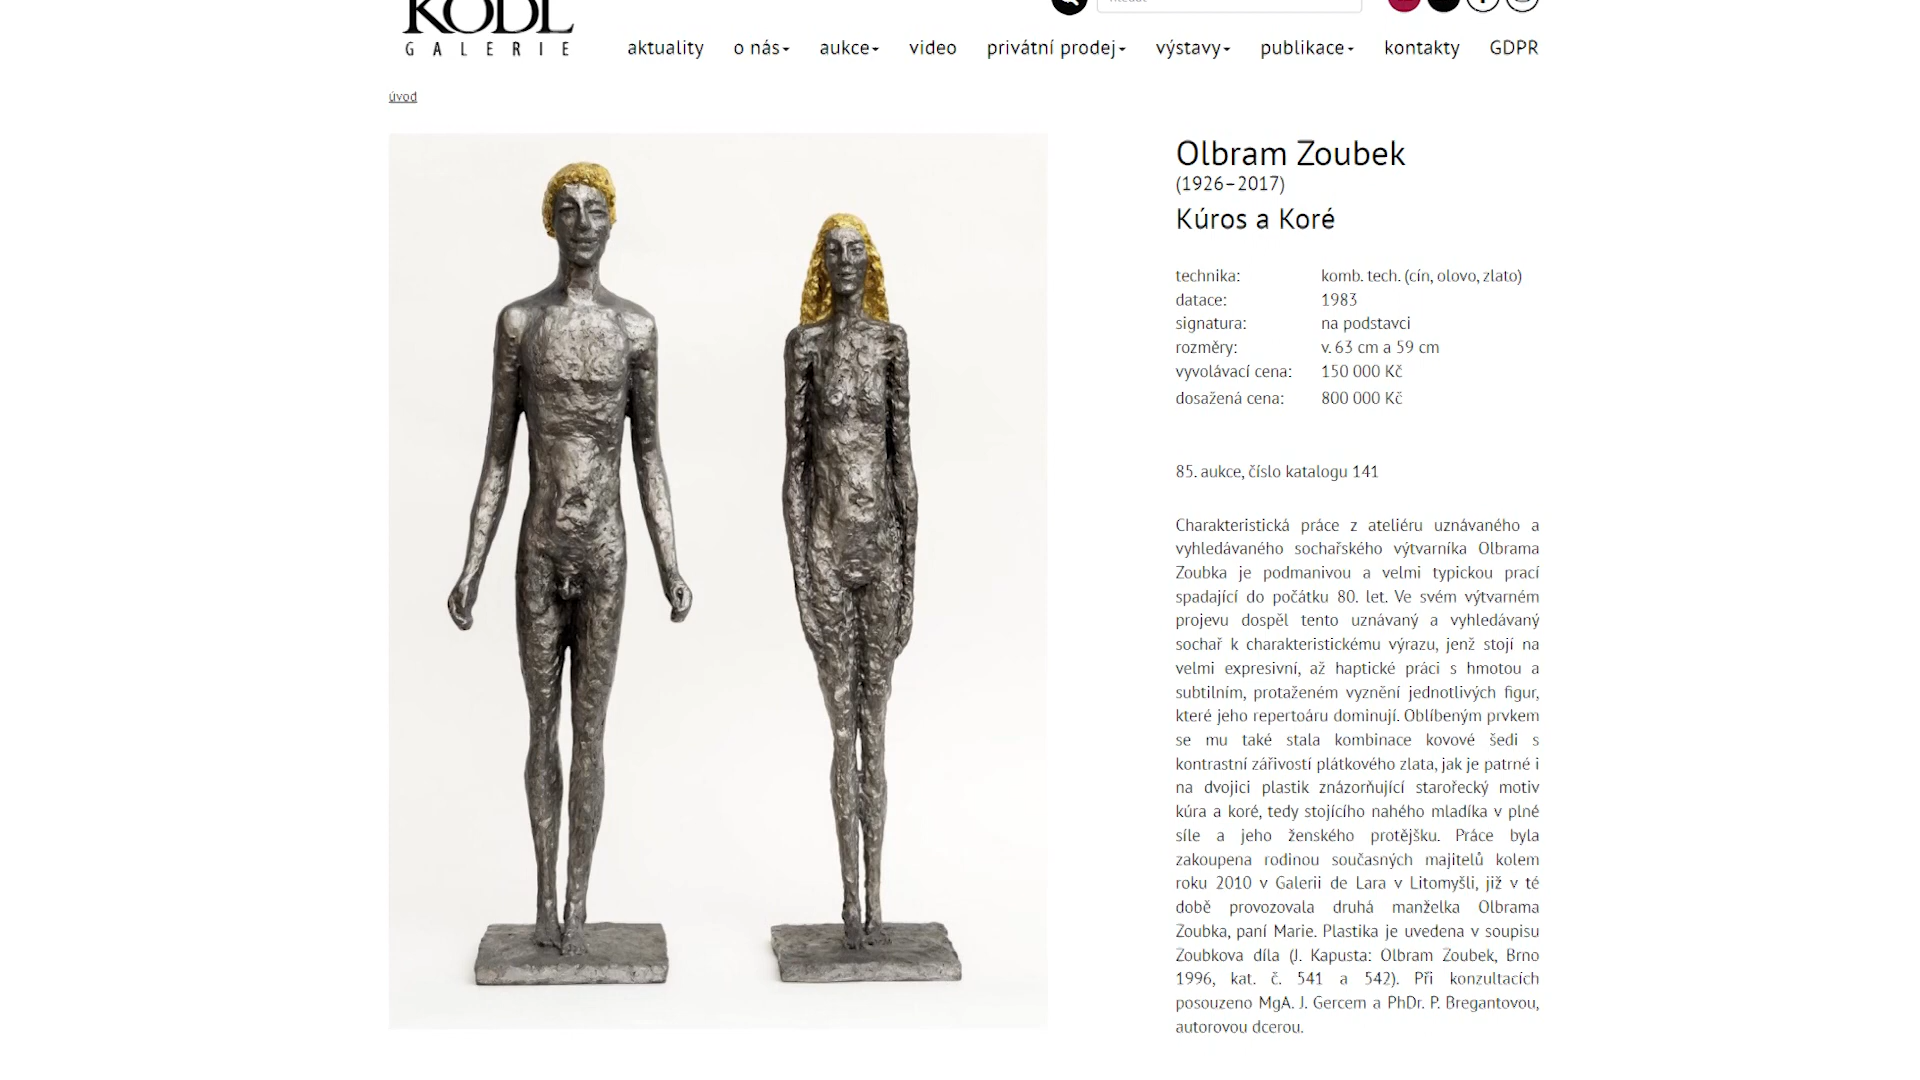 KODL
GALERIE
aktuality o nás aukce video privátní prodej výstavy publikace kontakty GDPR
úvod
Olbram Zoubek
(1926–2017)
Kúros a Koré
technika: komb. tech. (cín, olovo, zlato)
datace: 1983
signatura: na podstavci
rozměry: v. 63 cm a 59 cm
vyvolávací cena: 150 000 Kč
dosažená cena: 800 000 Kč
85. aukce, číslo katalogu 141
Charakteristická práce z ateliéru uznávaného a
vyhledávaného sochařského výtvarníka Olbrama
Zoubka je podmanivou a velmi typickou prací
spadající do počátku 80. let. Ve svém výtvarném
projevu dospěl tento uznávaný a vyhledávaný
sochař k charakteristickému výrazu, jenž stojí na
velmi expresivní, až haptické práci s hmotou a
subtilním, protaženém vyznění jednotlivých figur,
které jeho repertoáru dominují. Oblíbeným prvkem
se mu také stala kombinace kovové šedi s
kontrastní zářivostí plátkového zlata, jak je patrné i
na dvojici plastik znázorňující starořecký motiv
kúra a koré, tedy stojícího nahého mladíka v plné
síle a jeho ženského protějšku. Práce byla
zakoupena rodinou současných majitelů kolem
roku 2010 v Galerii de Lara v Litomyšli, již v té
době provozovala druhá manželka Olbrama
Zoubka, paní Marie. Plastika je uvedena v soupisu
Zoubkova díla (J. Kapusta: Olbram Zoubek, Brno
1996, kat. č. 541 a 542). Při konzultacích
posouzeno MgA. J. Gercem a PhDr. P. Bregantovou,
autorovou dcerou.